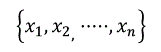 {x₁, x₂, ·····, xₙ}